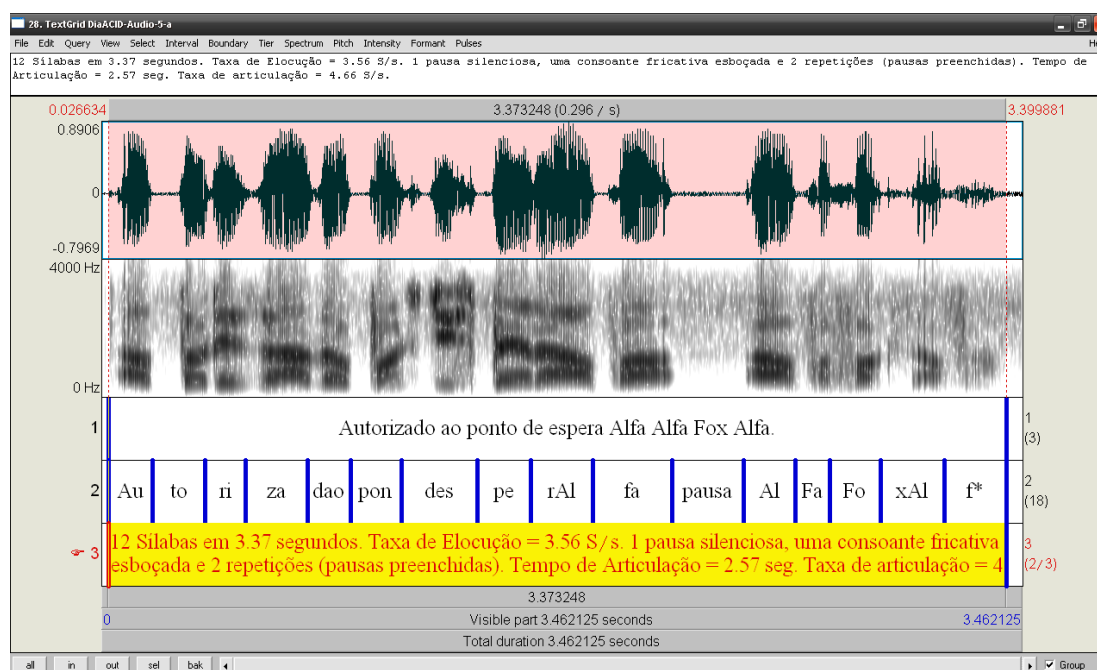 28. TextGrid DiaACID-Audio-5-a
File Edit Query View Select Interval Boundary Tier Spectrum Pitch Intensity Formant Pulses He
12 Sílabas em 3.37 segundos. Taxa de Elocução = 3.56 S/s. 1 pausa silenciosa, uma consoante fricativa esboçada e 2 repetições (pausas preenchidas). Tempo de
Articulação = 2.57 seg. Taxa de articulação = 4.66 S/s.
0.026634 3.373248 (0.296 / s) 3.399881
0.8906
0
-0.7969
4000 Hz
0 Hz
1 Autorizado ao ponto de espera Alfa Alfa Fox Alfa. 1
(3)
2 Au to ri za dao pon des pe rAl fa pausa Al Fa Fo xAl f* 2
(18)
3 12 Sílabas em 3.37 segundos. Taxa de Elocução = 3.56 S/s. 1 pausa silenciosa, uma consoante fricativa 3
esboçada e 2 repetições (pausas preenchidas). Tempo de Articulação = 2.57 seg. Taxa de articulação = 4 (2/3)
3.373248
0 Visible part 3.462125 seconds 3.462125
Total duration 3.462125 seconds
all in out sel bak Group